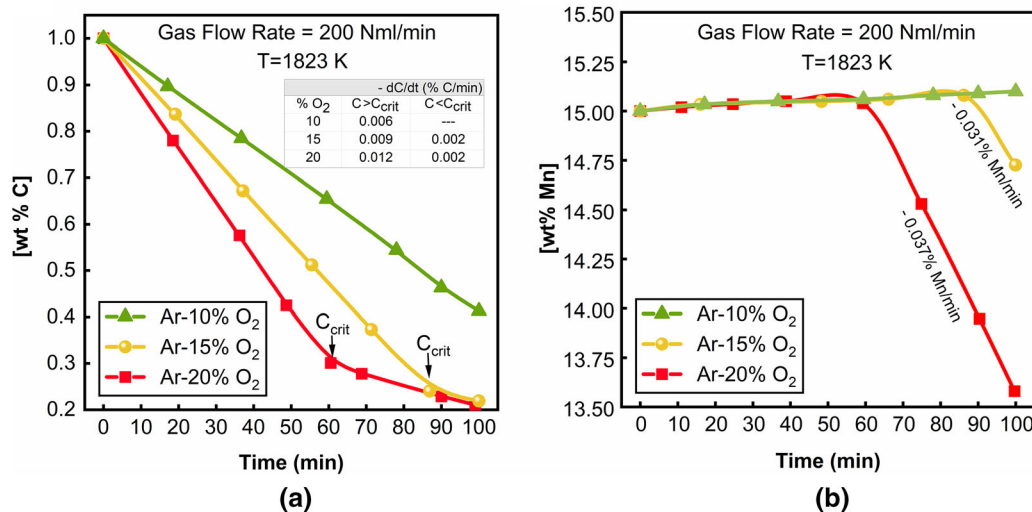 Gas Flow Rate = 200 Nml/min
T=1823 K
- dC/dt (% C/min)
% O₂ C>C_crit C<C_crit
10 0.006 ---
15 0.009 0.002
20 0.012 0.002
1.0
0.9
0.8
0.7
0.6
0.5
0.4
0.3
0.2
[wt % C]
C_crit
C_crit
Ar-10% O₂
Ar-15% O₂
Ar-20% O₂
0 10 20 30 40 50 60 70 80 90 100
Time (min)
(a)
Gas Flow Rate = 200 Nml/min
T=1823 K
15.50
15.25
15.00
14.75
14.50
14.25
14.00
13.75
13.50
[wt% Mn]
- 0.031% Mn/min
- 0.037% Mn/min
Ar-10% O₂
Ar-15% O₂
Ar-20% O₂
0 10 20 30 40 50 60 70 80 90 100
Time (min)
(b)